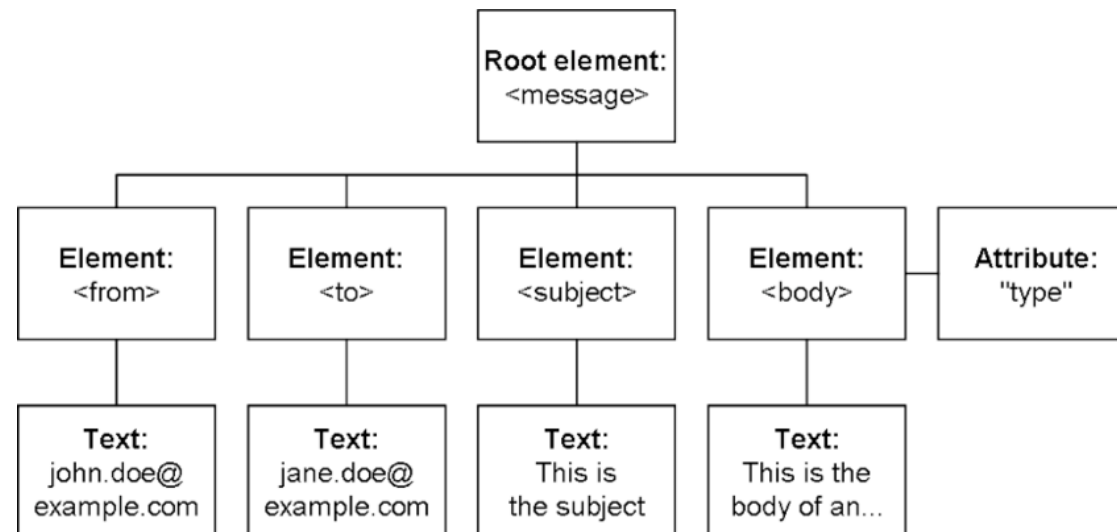 Root element:
<message>
Element:
<from>
Element:
<to>
Element:
<subject>
Element:
<body>
Attribute:
"type"
Text:
john.doe@
example.com
Text:
jane.doe@
example.com
Text:
This is
the subject
Text:
This is the
body of an...